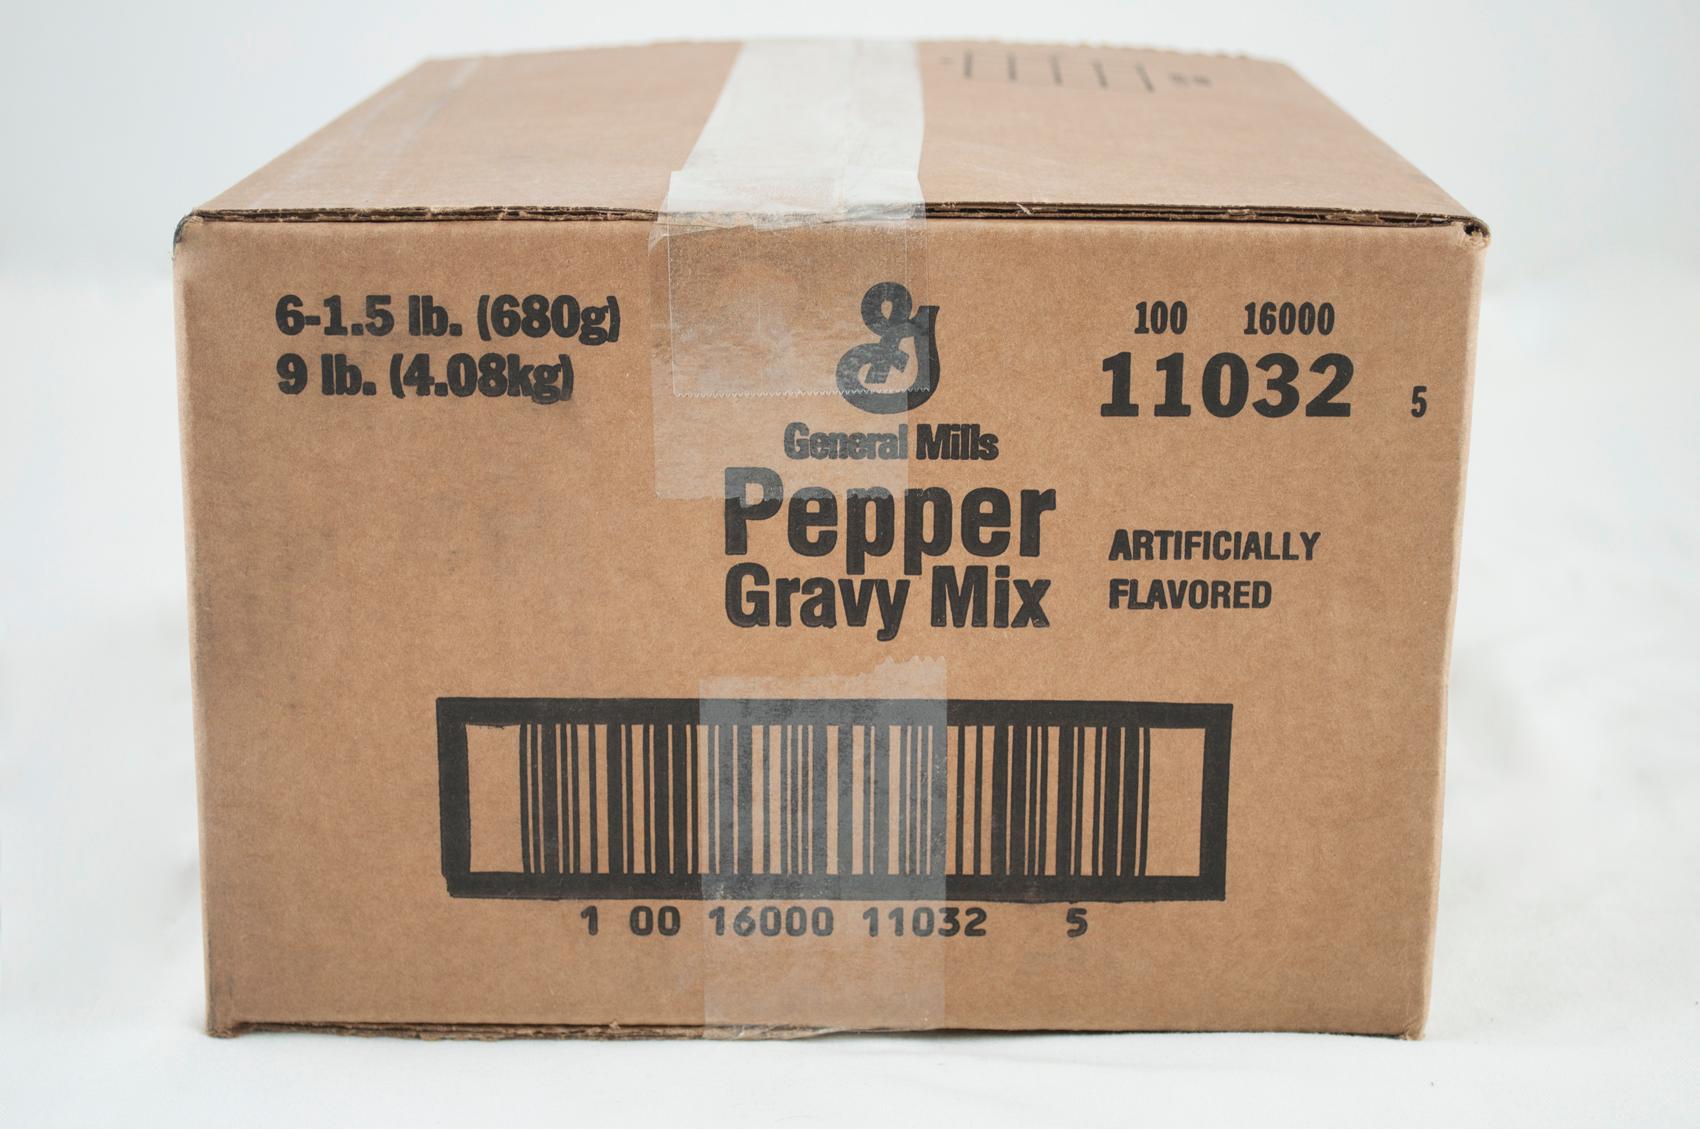 6-1.5 lb. (680g)
9 lb. (4.08kg)
General Mills
Pepper
Gravy Mix
100 16000
11032 5
ARTIFICIALLY
FLAVORED
1 00 16000 11032 5